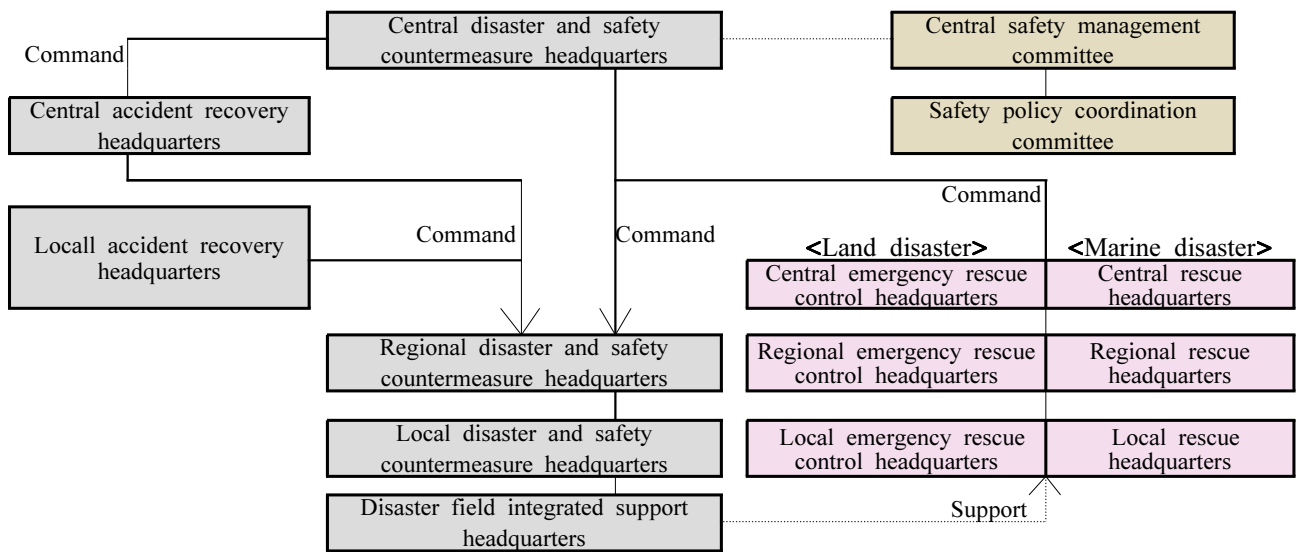 Central disaster and safety
countermeasure headquarters
Central safety management
committee
Command
Central accident recovery
headquarters
Safety policy coordination
committee
Command
Locall accident recovery
headquarters
Command
Command
<Land disaster>
<Marine disaster>
Central emergency rescue
control headquarters
Central rescue
headquarters
Regional disaster and safety
countermeasure headquarters
Regional emergency rescue
control headquarters
Regional rescue
headquarters
Local disaster and safety
countermeasure headquarters
Local emergency rescue
control headquarters
Local rescue
headquarters
Disaster field integrated support
headquarters
Support